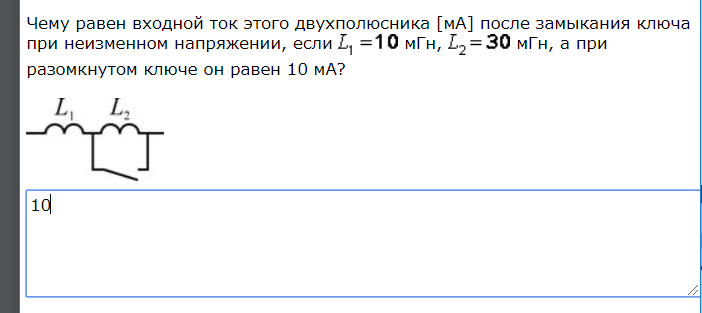 Чему равен входной ток этого двухполюсника [мА] после замыкания ключа
при неизменном напряжении, если L₁ =10 мГн, L₂= 30 мГн, а при
разомкнутом ключе он равен 10 мА?
L₁ L₂
10